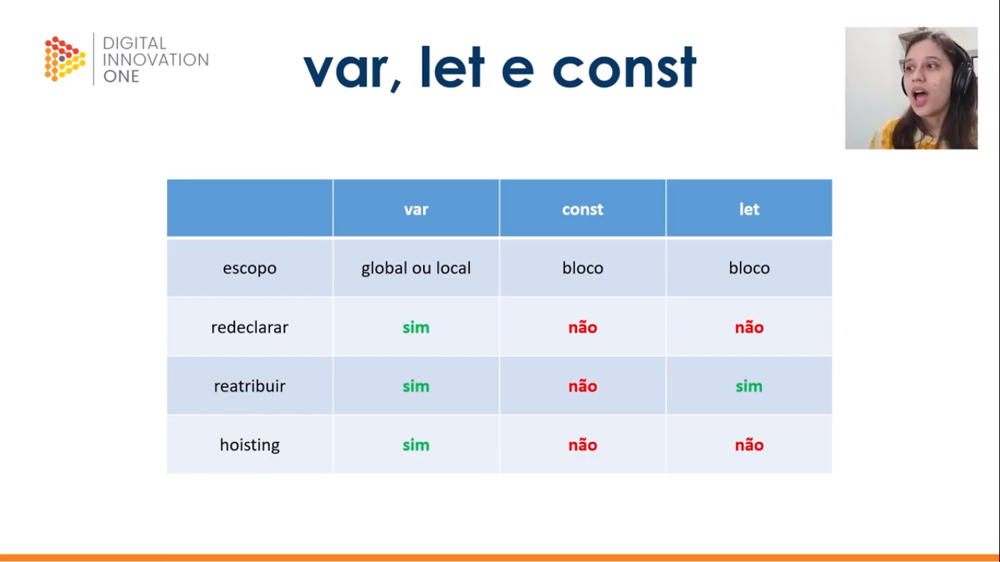 DIGITAL
INNOVATION
ONE
var, let e const
var const let
escopo global ou local bloco bloco
redeclarar sim não não
reatribuir sim não sim
hoisting sim não não